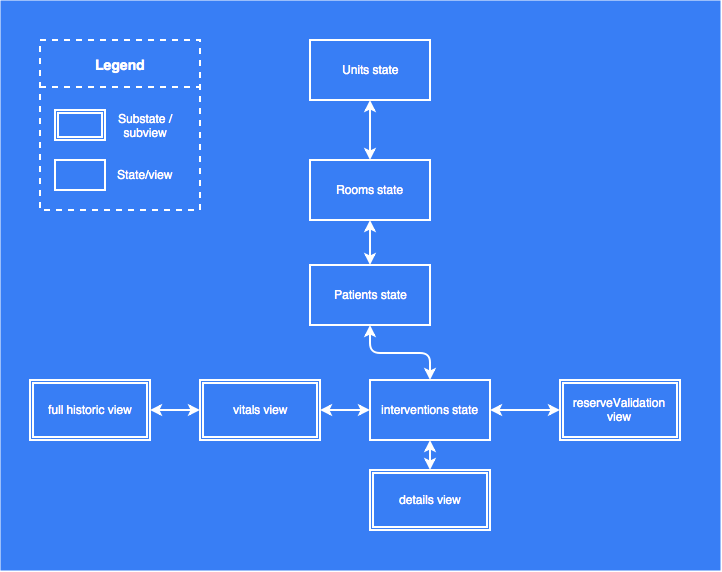 Legend
Substate /
subview
State/view
Units state
Rooms state
Patients state
full historic view
vitals view
interventions state
reserveValidation
view
details view